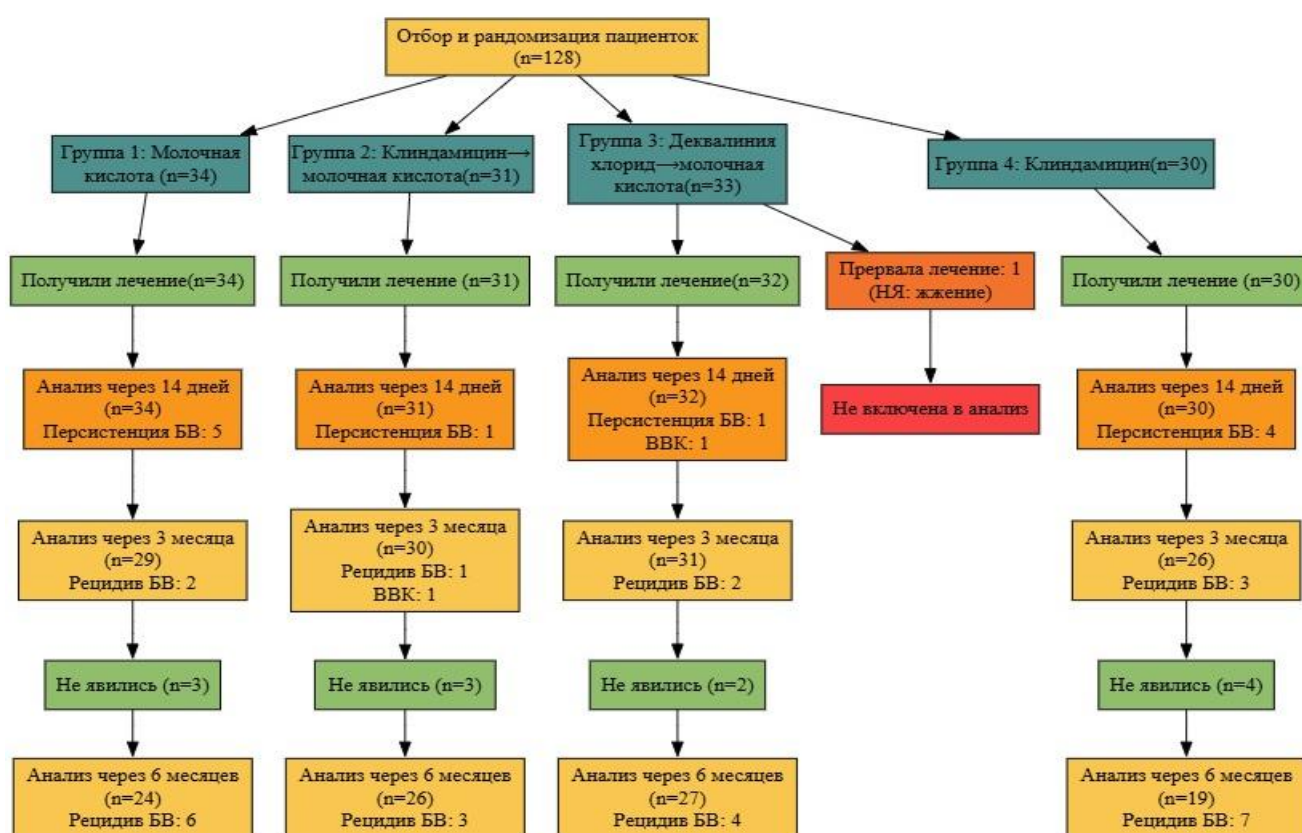 Отбор и рандомизация пациенток
(n=128)
Группа 1: Молочная
кислота (n=34)
Группа 2: Клиндамицин→
молочная кислота(n=31)
Группа 3: Деквалиния
хлорид→молочная
кислота(n=33)
Группа 4: Клиндамицин(n=30)
Получили лечение(n=34)
Получили лечение (n=31)
Получили лечение(n=32)
Прервала лечение: 1
(НЯ: жжение)
Получили лечение (n=30)
Анализ через 14 дней
(n=34)
Персистенция БВ: 5
Анализ через 14 дней
(n=31)
Персистенция БВ: 1
Анализ через 14 дней
(n=32)
Персистенция БВ: 1
ВВК: 1
Не включена в анализ
Анализ через 14 дней
(n=30)
Персистенция БВ: 4
Анализ через 3 месяца
(n=29)
Рецидив БВ: 2
Анализ через 3 месяца
(n=30)
Рецидив БВ: 1
ВВК: 1
Анализ через 3 месяца
(n=31)
Рецидив БВ: 2
Анализ через 3 месяца
(n=26)
Рецидив БВ: 3
Не явились (n=3)
Не явились (n=3)
Не явились (n=2)
Не явились (n=4)
Анализ через 6 месяцев
(n=24)
Рецидив БВ: 6
Анализ через 6 месяцев
(n=26)
Рецидив БВ: 3
Анализ через 6 месяцев
(n=27)
Рецидив БВ: 4
Анализ через 6 месяцев
(n=19)
Рецидив БВ: 7